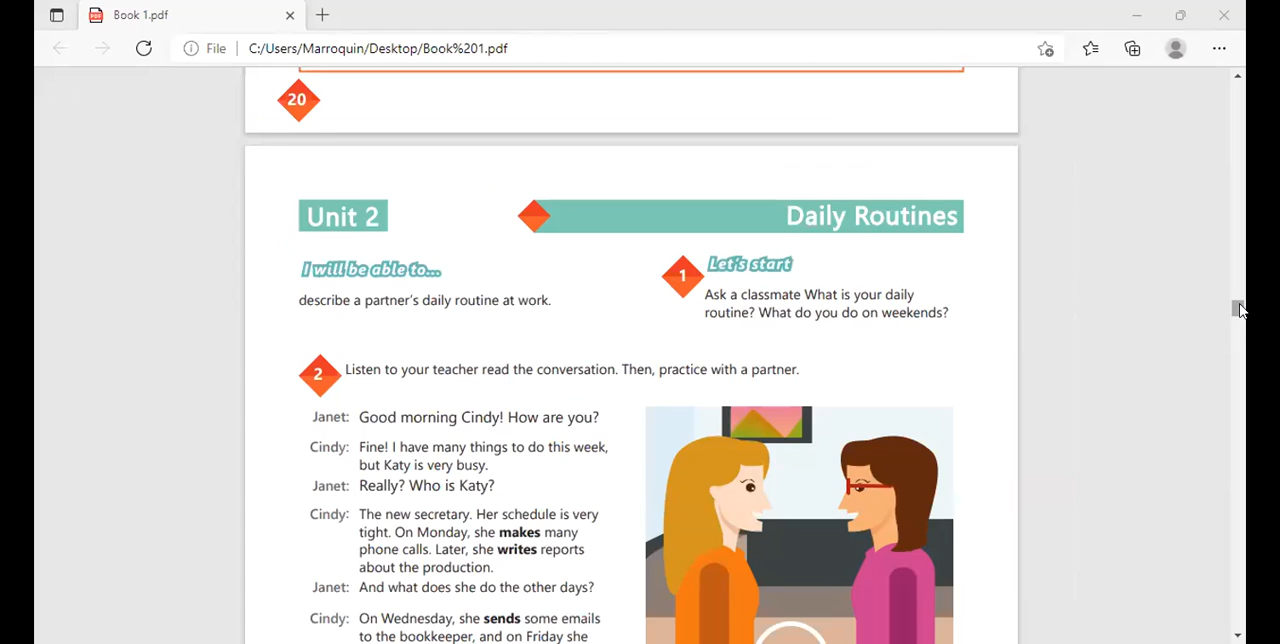 Book 1.pdf
File
C:/Users/Marroquin/Desktop/Book%201.pdf
20
Unit 2
Daily Routines
I will be able to...
describe a partner's daily routine at work.
1
Let's start
Ask a classmate What is your daily
routine? What do you do on weekends?
2
Listen to your teacher read the conversation. Then, practice with a partner.
Janet: Good morning Cindy! How are you?
Cindy: Fine! I have many things to do this week,
but Katy is very busy.
Janet: Really? Who is Katy?
Cindy: The new secretary. Her schedule is very
tight. On Monday, she makes many
phone calls. Later, she writes reports
about the production.
Janet: And what does she do the other days?
Cindy: On Wednesday, she sends some emails
to the bookkeeper, and on Friday she